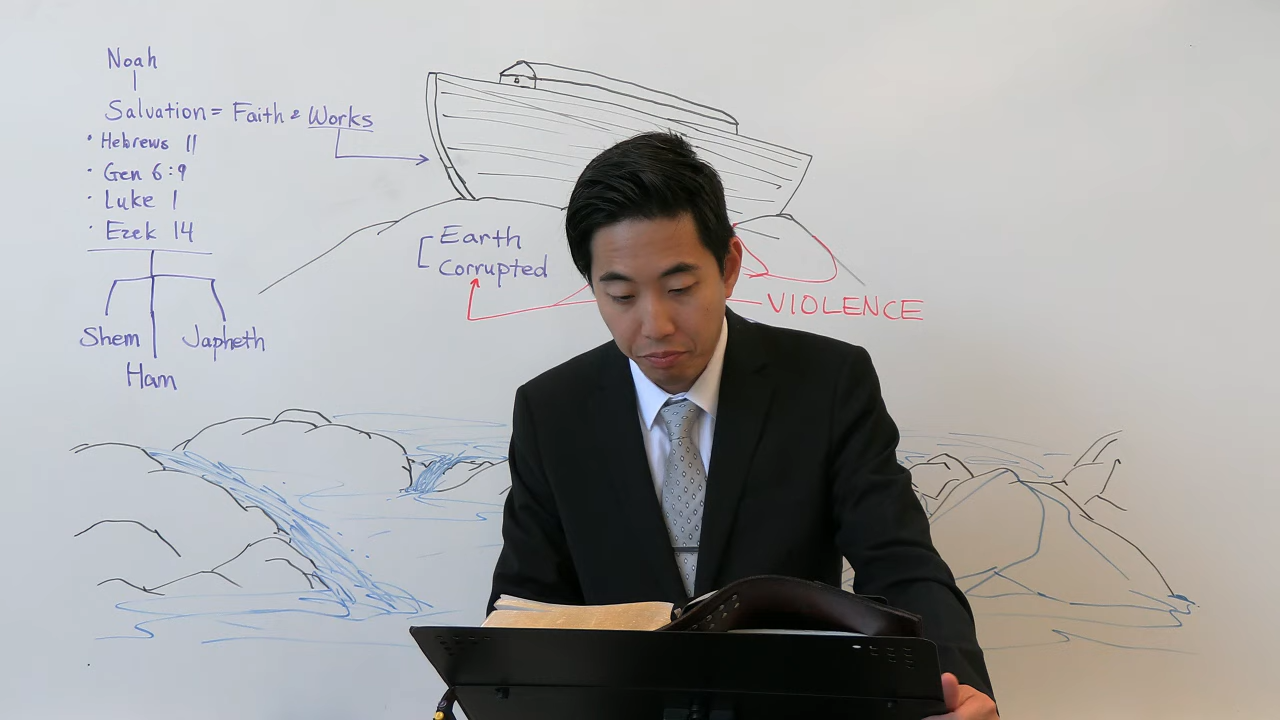 Noah
Salvation = Faith & Works
• Hebrews 11
• Gen 6:9
• Luke 1
• Ezek 14
Shem
Japheth
Ham
Earth
Corrupted
VIOLENCE